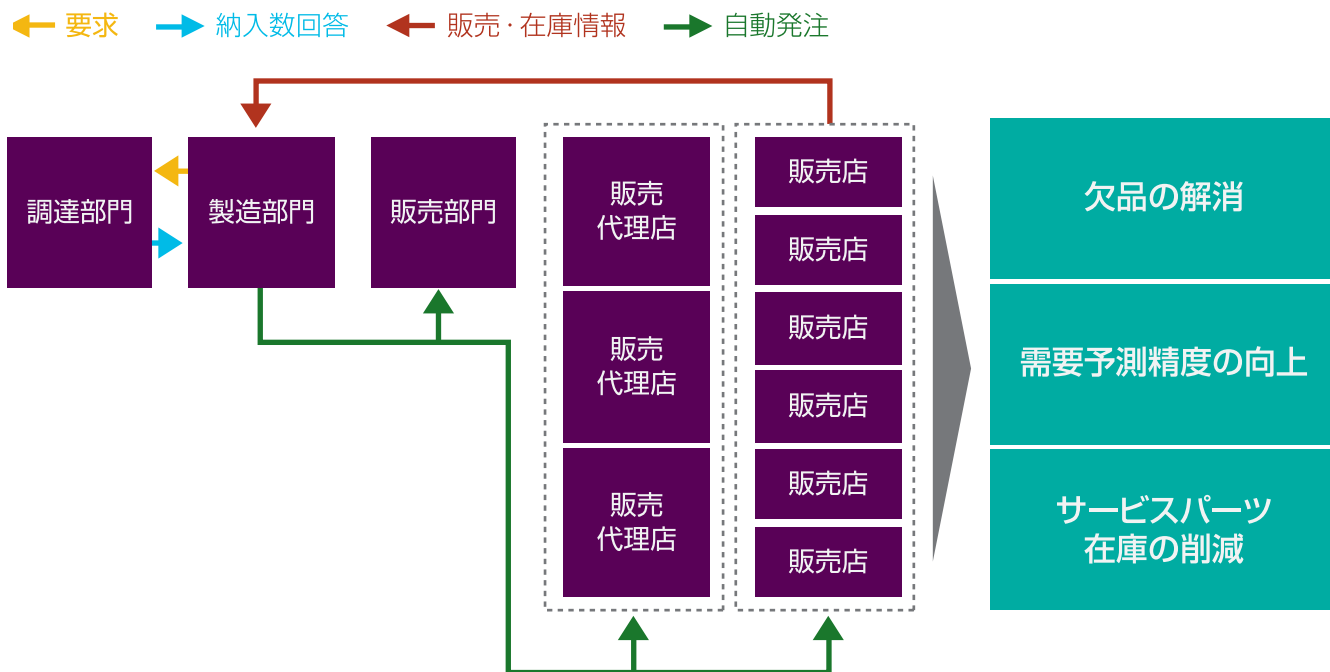 要求
納入数回答
販売・在庫情報
自動発注
調達部門
製造部門
販売部門
販売
代理店
販売
代理店
販売
代理店
販売店
販売店
販売店
販売店
販売店
販売店
欠品の解消
需要予測精度の向上
サービスパーツ
在庫の削減